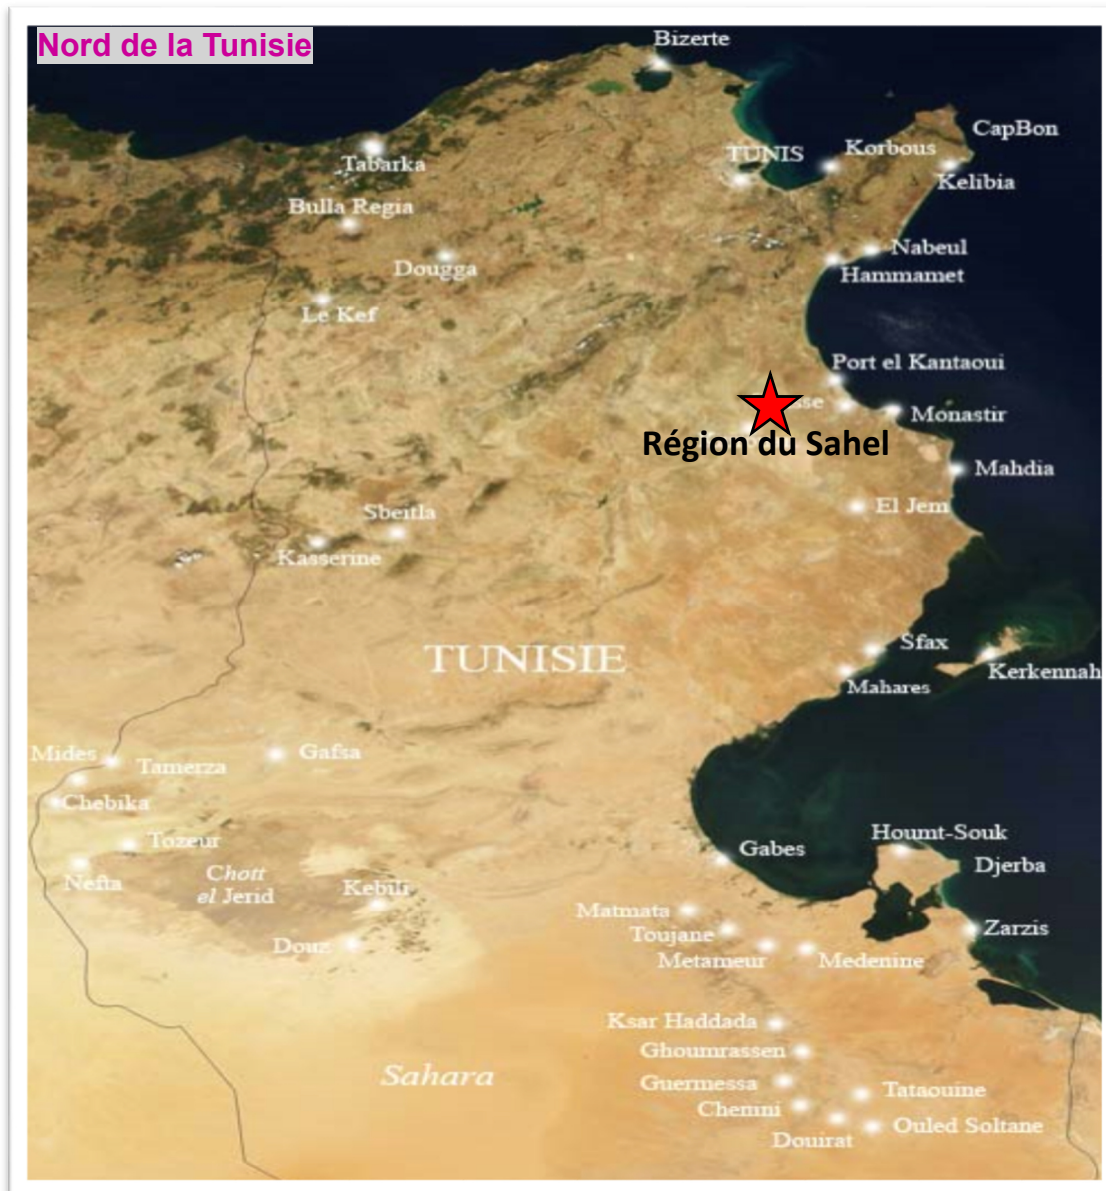 Nord de la Tunisie
Bizerte
CapBon
Korbous
TUNIS
Tabarka
Kelibia
Bulla Regia
Nabeul
Dougga
Hammamet
Le Kef
Port el Kantaoui
Monastir
Région du Sahel
Mahdia
El Jem
Sbeitla
Kasserine
Sfax
TUNISIE
Kerkennah
Mahares
Mides
Gafsa
Tamerza
Chebika
Houmt-Souk
Tozeur
Gabes
Djerba
Chott
el Jerid
Nefta
Kebili
Matmata
Zarzis
Toujane
Douz
Metameur
Medenine
Ksar Haddada
Ghoumrassen
Sahara
Guermessa
Tataouine
Chenini
Ouled Soltane
Douirat